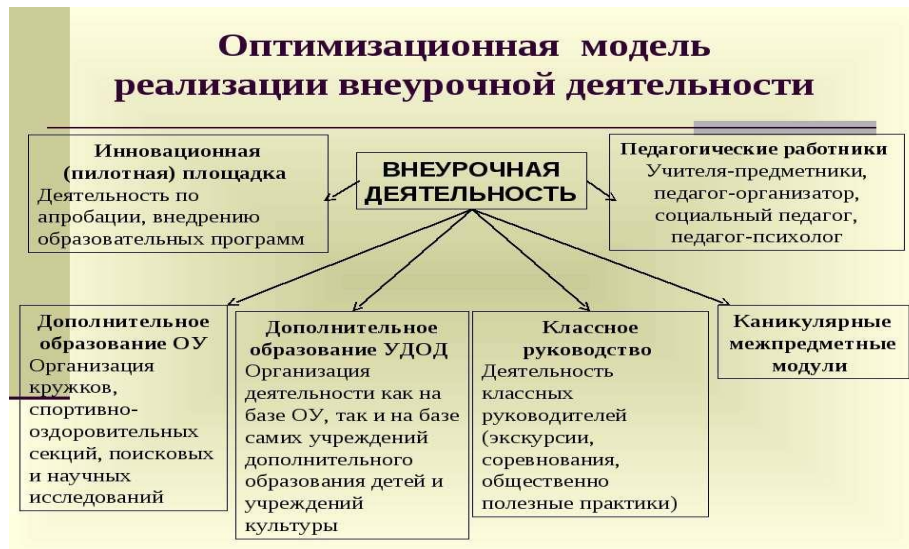 Оптимизационная модель
реализации внеурочной деятельности
Инновационная
(пилотная) площадка
Деятельность по
апробации, внедрению
образовательных программ
ВНЕУРОЧНАЯ
ДЕЯТЕЛЬНОСТЬ
Педагогические работники
Учителя-предметники,
педагог-организатор,
социальный педагог,
педагог-психолог
Дополнительное
образование ОУ
Организация
кружков,
спортивно-
оздоровительных
секций, поисковых
и научных
исследований
Дополнительное
образование УДОД
Организация
деятельности как на
базе ОУ, так и на базе
самих учреждений
дополнительного
образования детей и
учреждений
культуры
Классное
руководство
Деятельность
классных
руководителей
(экскурсии,
соревнования,
общественно
полезные практики)
Каникулярные
межпредметные
модули